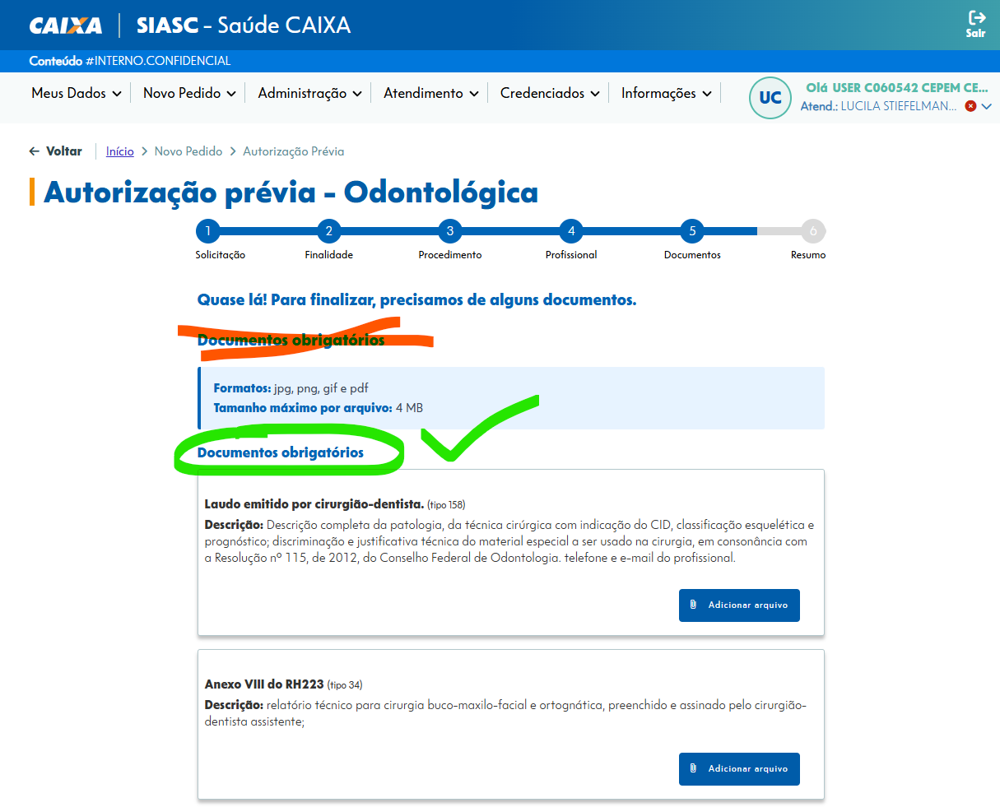 CAIXA | SIASC - Saúde CAIXA
Sair
Conteúdo #INTERNO.CONFIDENCIAL
Meus Dados Novo Pedido Administração Atendimento Credenciados Informações
UC
Olá USER C060542 CEPEM CE...
Atend.: LUCILA STIEFELMAN...
Voltar Início > Novo Pedido > Autorização Prévia
Autorização prévia - Odontológica
1 2 3 4 5 6
Solicitação Finalidade Procedimento Profissional Documentos Resumo
Quase lá! Para finalizar, precisamos de alguns documentos.
Documentos obrigatórios
Formatos: jpg, png, gif e pdf
Tamanho máximo por arquivo: 4 MB
Documentos obrigatórios
Laudo emitido por cirurgião-dentista. (tipo 158)
Descrição: Descrição completa da patologia, da técnica cirúrgica com indicação do CID, classificação esquelética e
prognóstico; discriminação e justificativa técnica do material especial a ser usado na cirurgia, em consonância com
a Resolução nº 115, de 2012, do Conselho Federal de Odontologia. telefone e e-mail do profissional.
Adicionar arquivo
Anexo VIII do RH223 (tipo 34)
Descrição: relatório técnico para cirurgia buco-maxilo-facial e ortognática, preenchido e assinado pelo cirurgião-
dentista assistente;
Adicionar arquivo